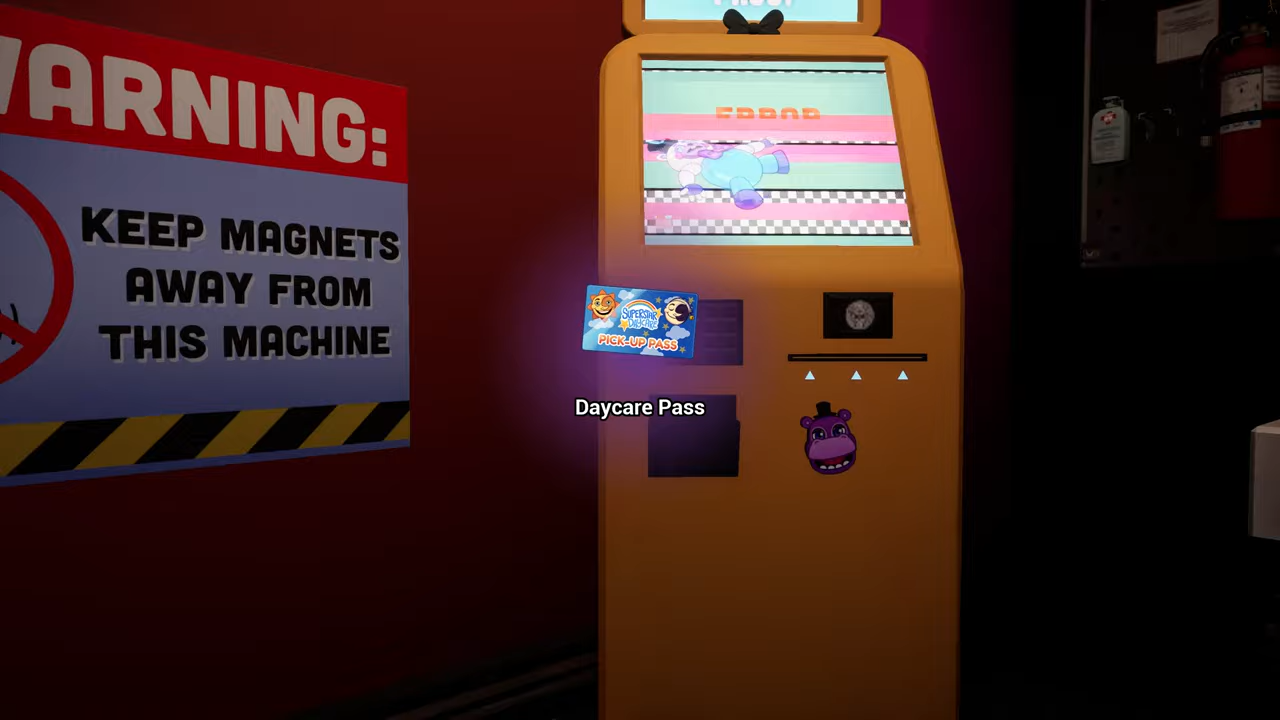 WARNING:
KEEP MAGNETS
AWAY FROM
THIS MACHINE
ERROR
SUPERSTAR
DAYCARE
PICK-UP PASS
Daycare Pass